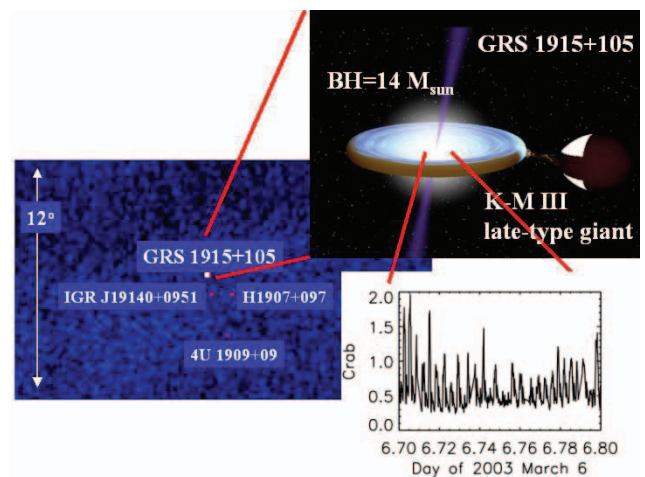 GRS 1915+105
BH=14 M_sun
K-M III
late-type giant
12°
GRS 1915+105
IGR J19140+0951
H1907+097
4U 1909+09
2.0
1.5
1.0
0.5
0.0
Crab
6.70 6.72 6.74 6.76 6.78 6.80
Day of 2003 March 6